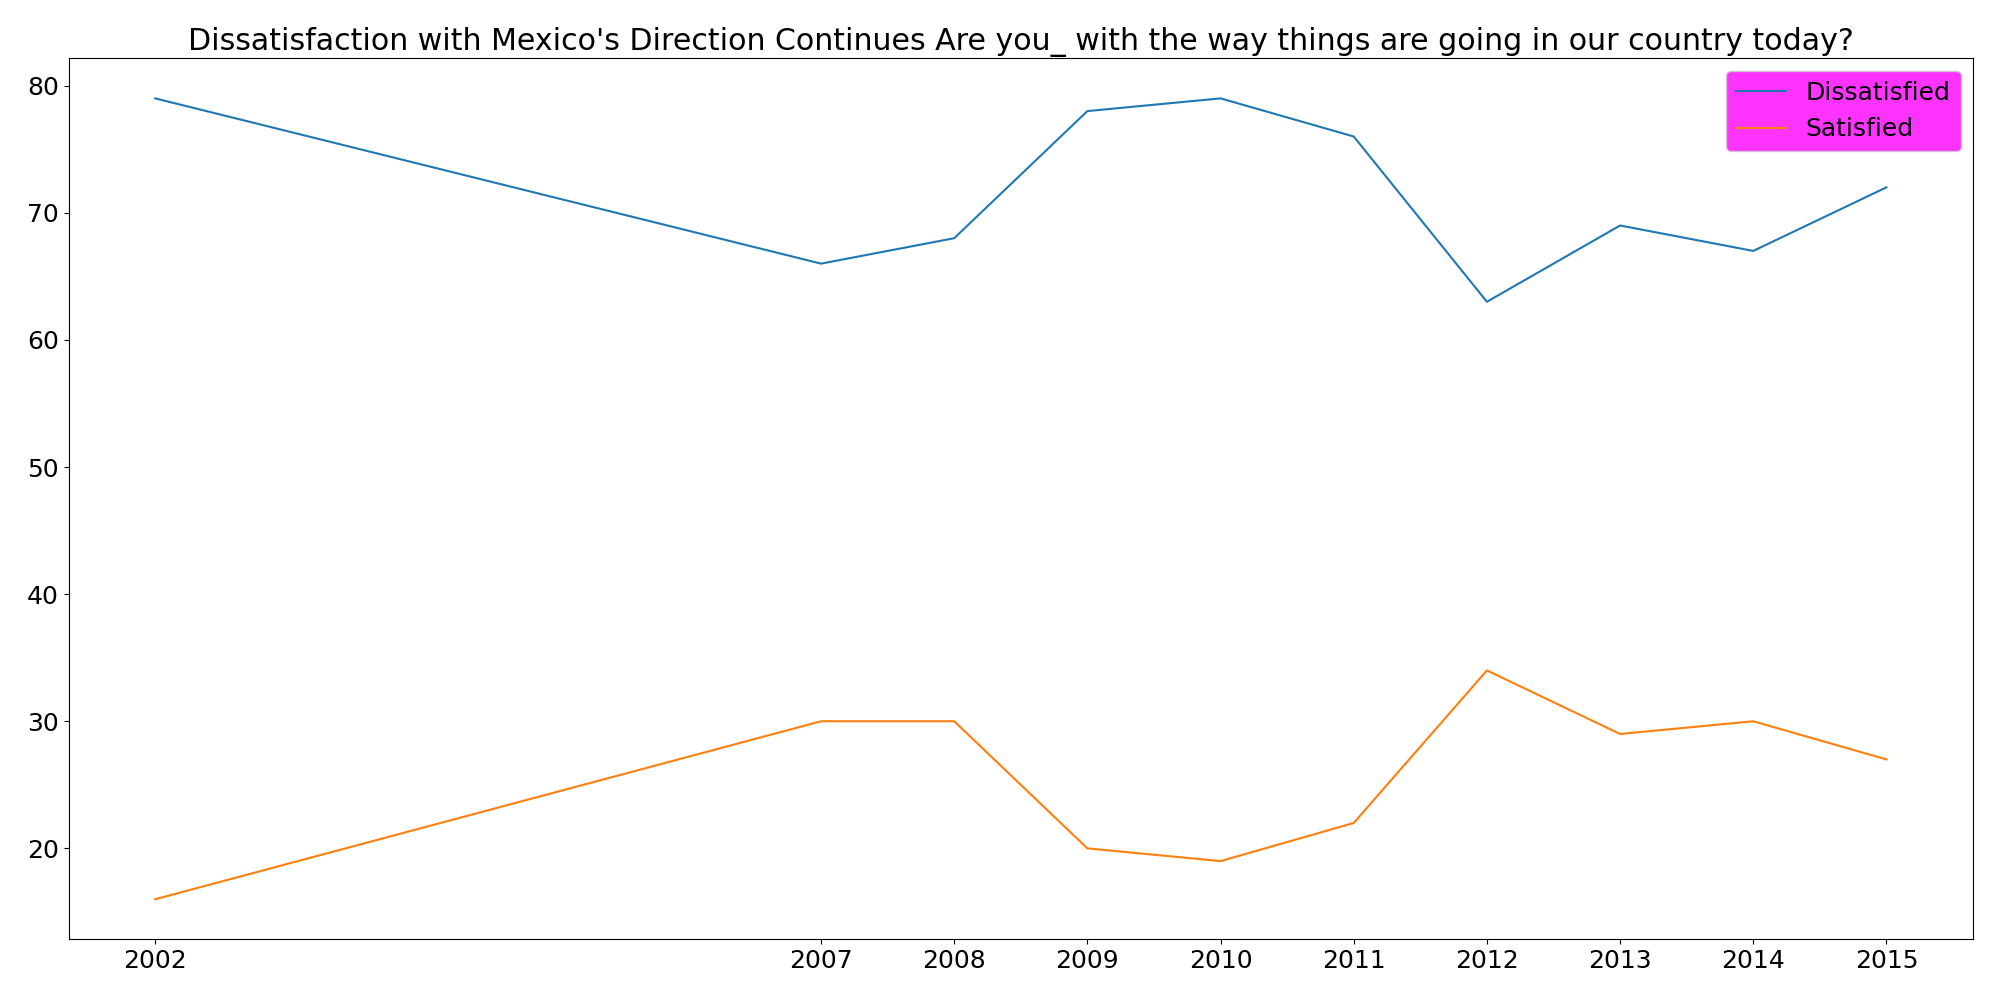 Dissatisfaction with Mexico's Direction Continues Are you_ with the way things are going in our country today?
Dissatisfied
Satisfied
80
70
60
50
40
30
20
2002 2007 2008 2009 2010 2011 2012 2013 2014 2015